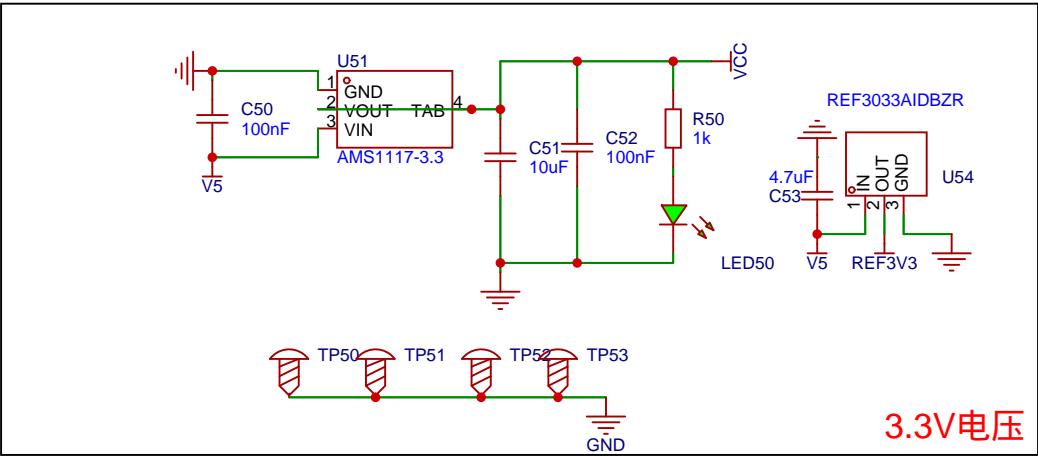 U51
1
GND
2
VOUT TAB
4
3
VIN
AMS1117-3.3
C50
100nF
V5
C51
10uF
C52
100nF
R50
1k
VCC
LED50
REF3033AIDBZR
4.7uF
C53
IN
OUT
GND
1
2
3
U54
V5
REF3V3
TP50
TP51
TP52
TP53
GND
3.3V电压